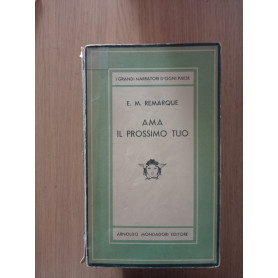 I GRANDI NARRATORI D'OGNI PAESE
E. M. REMARQUE
AMA
IL PROSSIMO TUO
ARNOLDO MONDADORI EDITORE